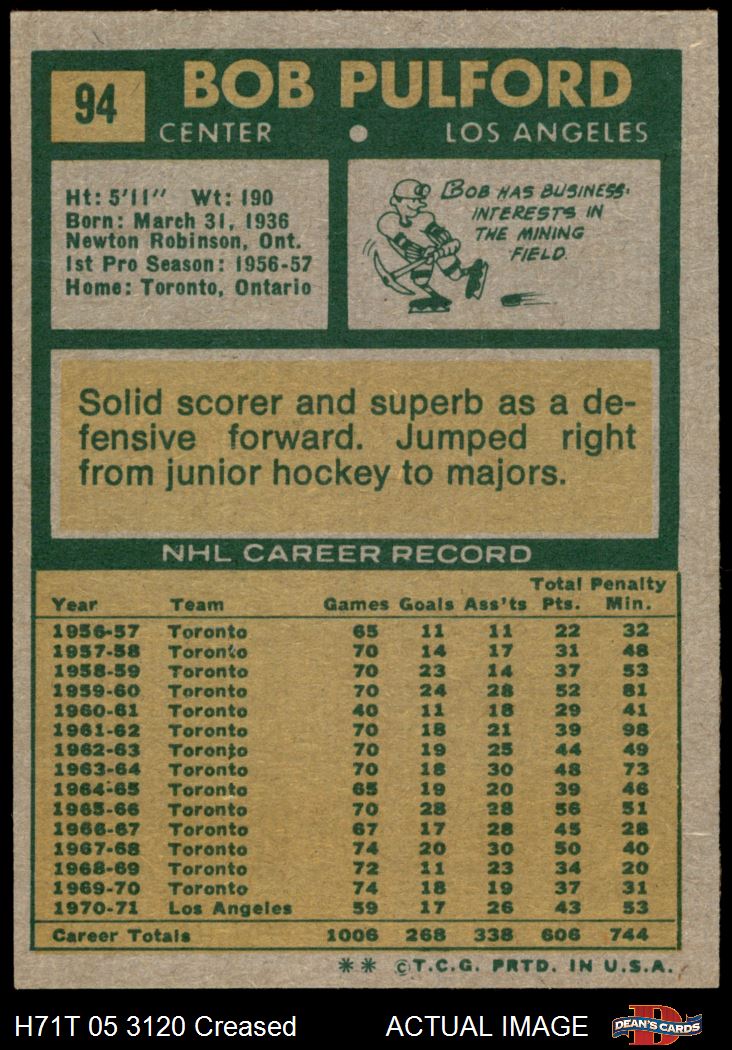 94
BOB PULFORD
CENTER • LOS ANGELES
Ht: 5'11" Wt: 190
Born: March 31, 1936
Newton Robinson, Ont.
1st Pro Season: 1956-57
Home: Toronto, Ontario
BOB HAS BUSINESS
INTERESTS IN
THE MINING
FIELD.
Solid scorer and superb as a de-
fensive forward. Jumped right
from junior hockey to majors.
NHL CAREER RECORD
Total Penalty
Year Team Games Goals Ass'ts Pts. Min.
1956-57 Toronto 65 11 11 22 32
1957-58 Toronto 70 14 17 31 48
1958-59 Toronto 70 23 14 37 53
1959-60 Toronto 70 24 28 52 81
1960-61 Toronto 40 11 18 29 41
1961-62 Toronto 70 18 21 39 98
1962-63 Toronto 70 19 25 44 49
1963-64 Toronto 70 18 30 48 73
1964-65 Toronto 65 19 20 39 46
1965-66 Toronto 70 28 28 56 51
1966-67 Toronto 67 17 28 45 28
1967-68 Toronto 74 20 30 50 40
1968-69 Toronto 72 11 23 34 20
1969-70 Toronto 74 18 19 37 31
1970-71 Los Angeles 59 17 26 43 53
Career Totals 1006 268 338 606 744
** ©T.C.G. PRTD. IN U.S.A.
H71T 05 3120 Creased ACTUAL IMAGE
D
DEAN'S CARDS